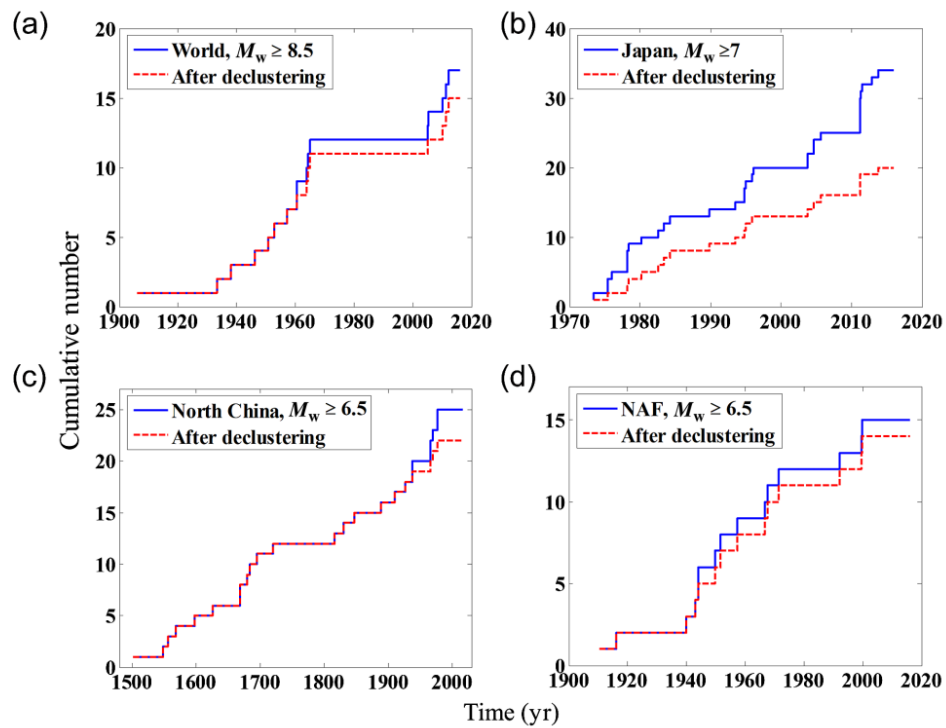 (a)
World, Mw ≥ 8.5
After declustering
20
15
10
5
0
1900 1920 1940 1960 1980 2000 2020
(b)
Japan, Mw ≥7
After declustering
40
30
20
10
0
1970 1980 1990 2000 2010 2020
(c)
North China, Mw ≥ 6.5
After declustering
25
20
15
10
5
0
1500 1600 1700 1800 1900 2000
(d)
NAF, Mw ≥ 6.5
After declustering
15
10
5
0
1900 1920 1940 1960 1980 2000 2020
Cumulative number
Time (yr)